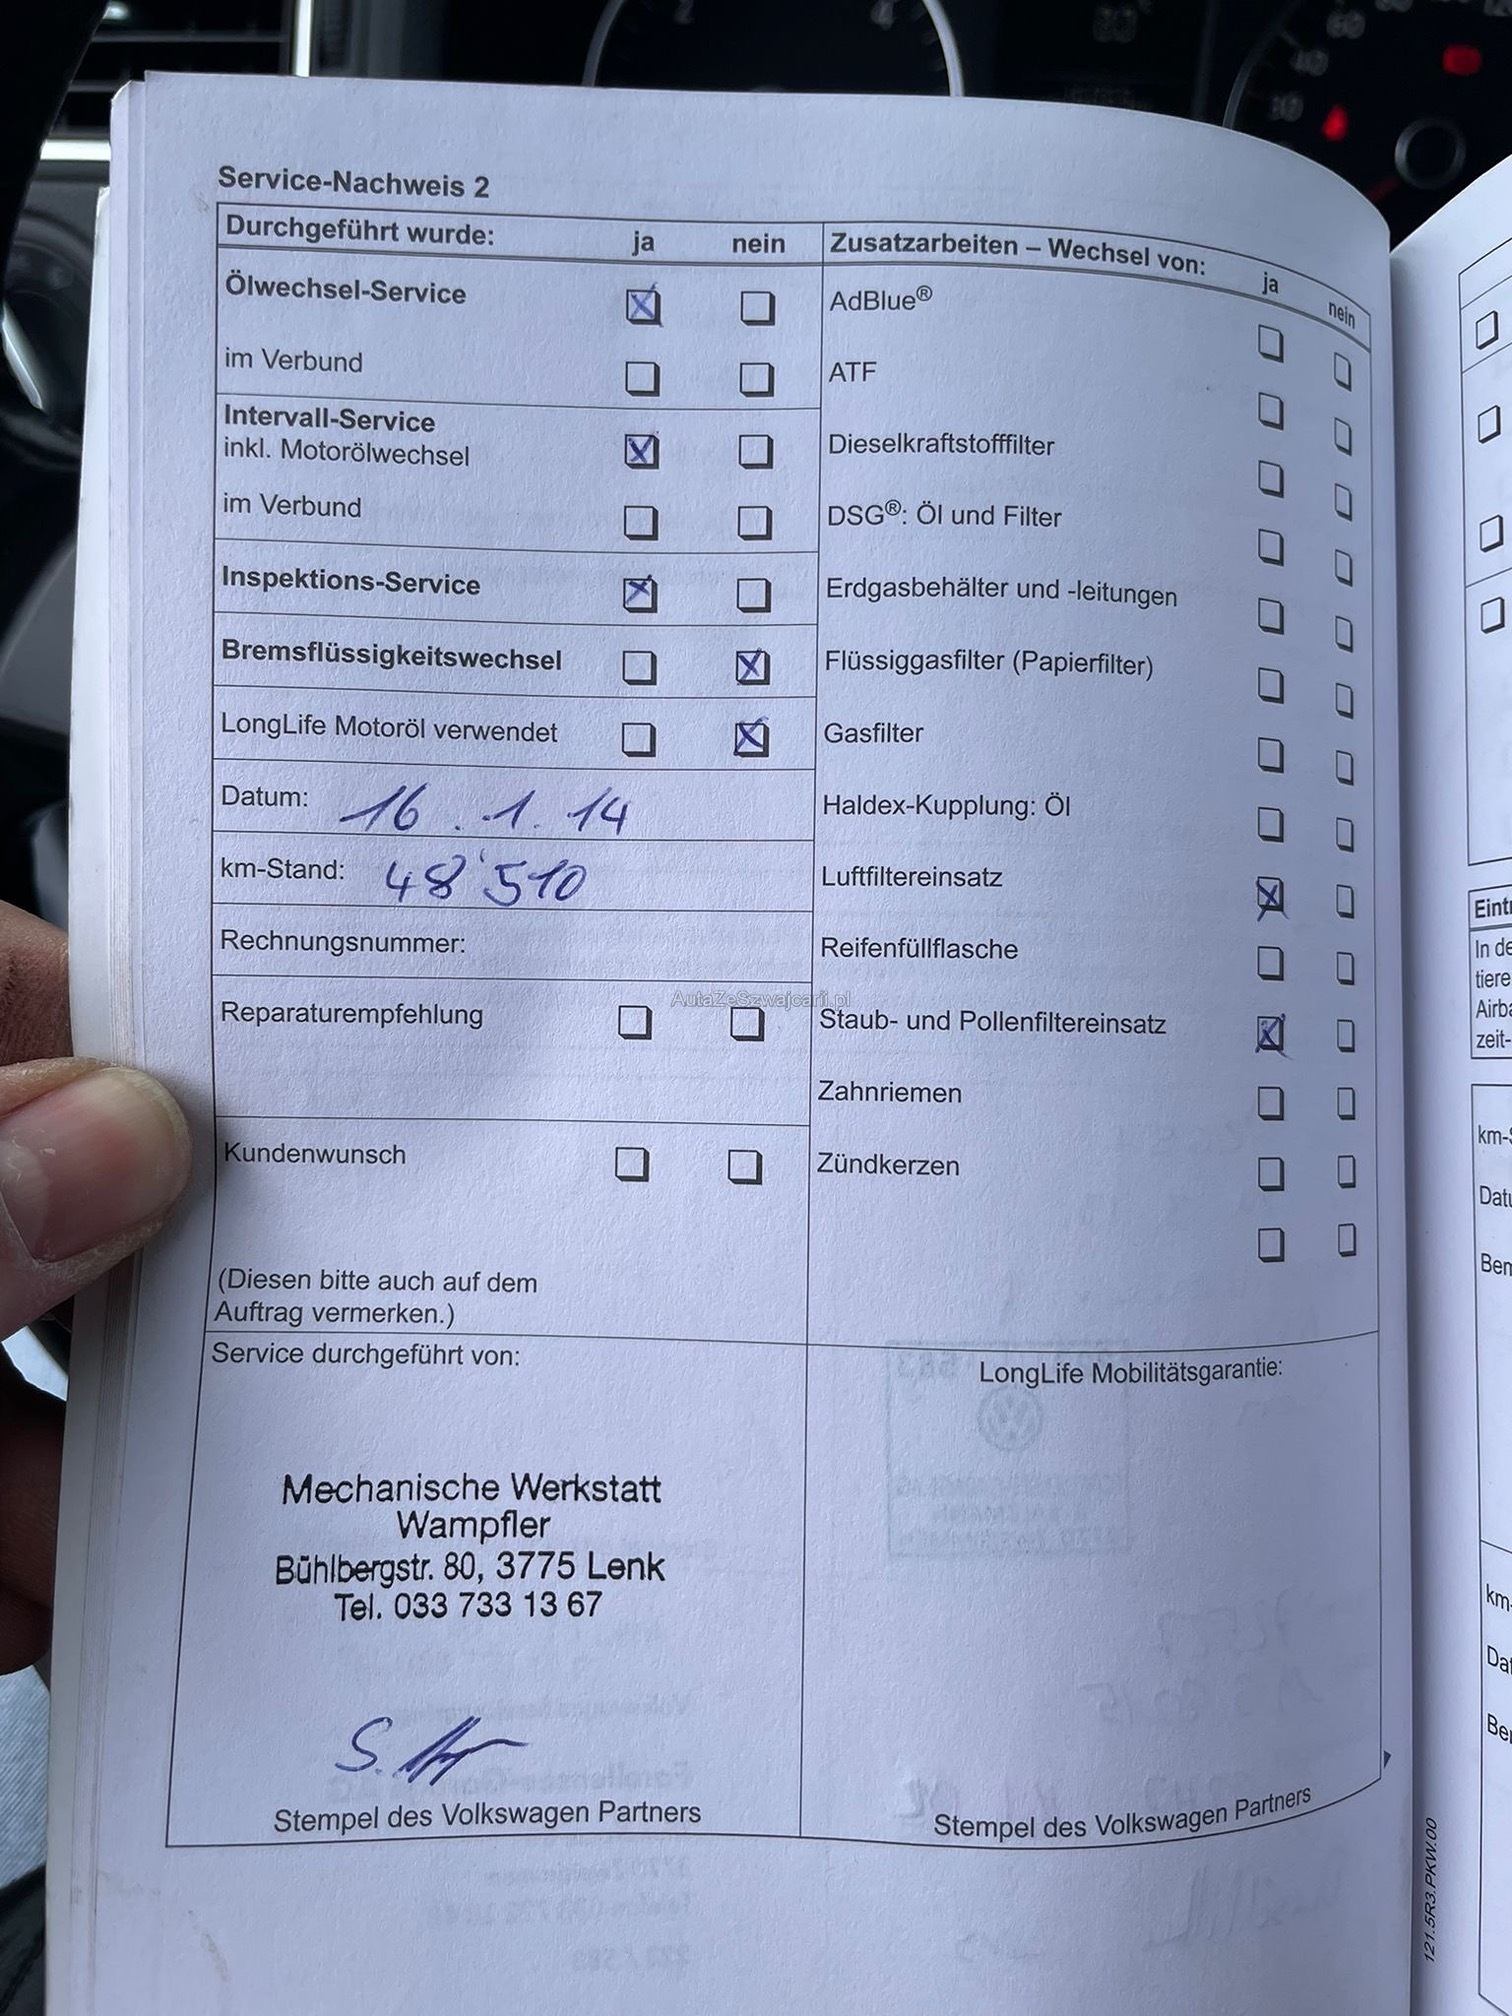 Service-Nachweis 2
Durchgeführt wurde: ja nein
Ölwechsel-Service
im Verbund
Intervall-Service
inkl. Motorölwechsel
im Verbund
Inspektions-Service
Bremsflüssigkeitswechsel
LongLife Motoröl verwendet
Datum: 16.1.14
km-Stand: 48'510
Rechnungsnummer:
Reparaturempfehlung
Kundenwunsch
(Diesen bitte auch auf dem
Auftrag vermerken.)
Zusatzarbeiten – Wechsel von: ja nein
AdBlue®
ATF
Dieselkraftstofffilter
DSG®: Öl und Filter
Erdgasbehälter und -leitungen
Flüssiggasfilter (Papierfilter)
Gasfilter
Haldex-Kupplung: Öl
Luftfiltereinsatz
Reifenfüllflasche
Staub- und Pollenfiltereinsatz
Zahnriemen
Zündkerzen
AutaZeSzwajcarii.pl
Service durchgeführt von:
Mechanische Werkstatt
Wampfler
Bühlbergstr. 80, 3775 Lenk
Tel. 033 733 13 67
Stempel des Volkswagen Partners
LongLife Mobilitätsgarantie:
Stempel des Volkswagen Partners
121.5R3.PKW.00